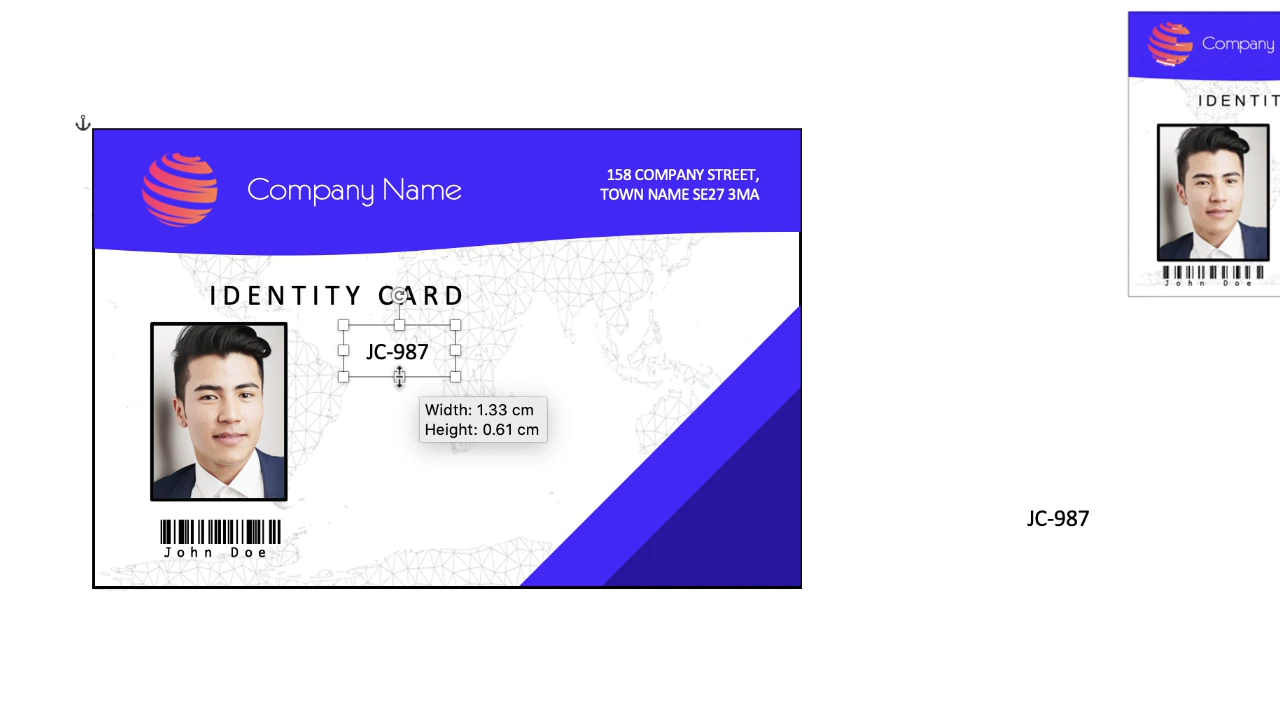 Company Name
158 COMPANY STREET,
TOWN NAME SE27 3MA
IDENTITY CARD
JC-987
Width: 1.33 cm
Height: 0.61 cm
John Doe
JC-987
Company
IDENTIT
John Doe